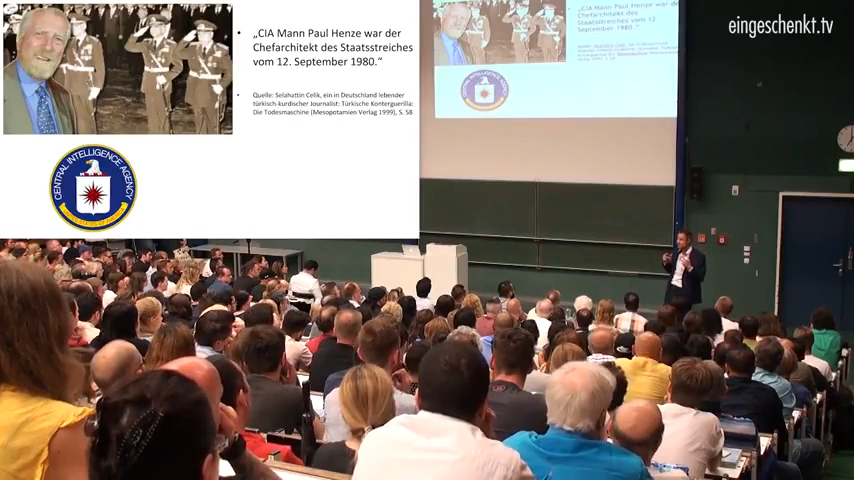 „CIA Mann Paul Henze war der
Chefarchitekt des Staatsstreiches
vom 12. September 1980.“
Quelle: Selahattin Celik, ein in Deutschland lebender
türkisch-kurdischer Journalist: Türkische Konterguerilla:
Die Todesmaschine (Mesopotamien Verlag 1999), S. 58
CENTRAL INTELLIGENCE AGENCY
UNITED STATES OF AMERICA
„CIA Mann Paul Henze war der
Chefarchitekt des
Staatsstreiches vom 12
September 1980.“
eingeschenkt.tv